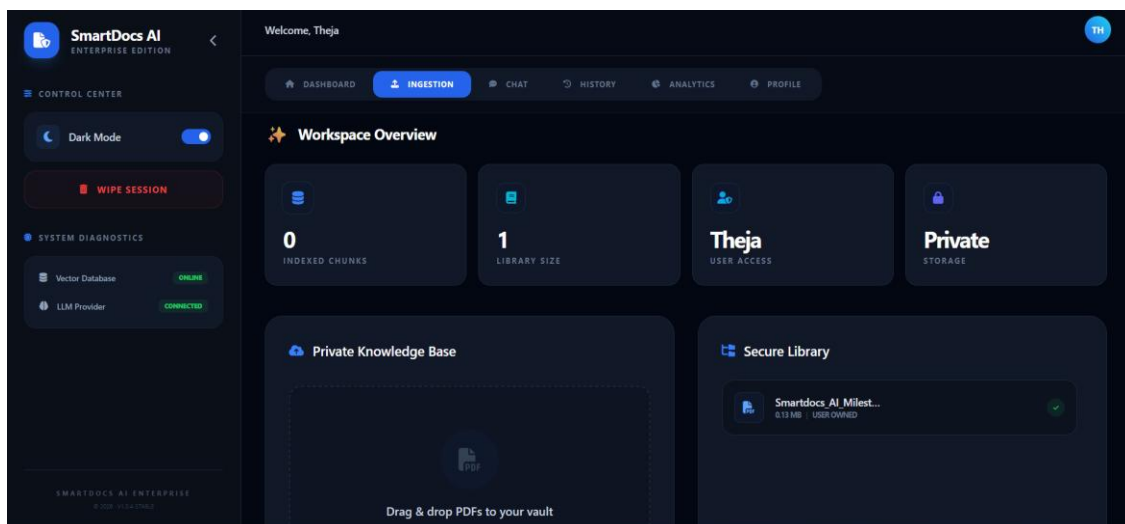 SmartDocs AI
ENTERPRISE EDITION
CONTROL CENTER
Dark Mode
WIPE SESSION
SYSTEM DIAGNOSTICS
Vector Database
ONLINE
LLM Provider
CONNECTED
SMARTDOCS AI ENTERPRISE
Welcome, Theja
TH
DASHBOARD
INGESTION
CHAT
HISTORY
ANALYTICS
PROFILE
Workspace Overview
0
INDEXED CHUNKS
1
LIBRARY SIZE
Theja
USER ACCESS
Private
STORAGE
Private Knowledge Base
PDF
Drag & drop PDFs to your vault
Secure Library
Smartdocs_AI_Milest...
0.13 MB | USER OWNED